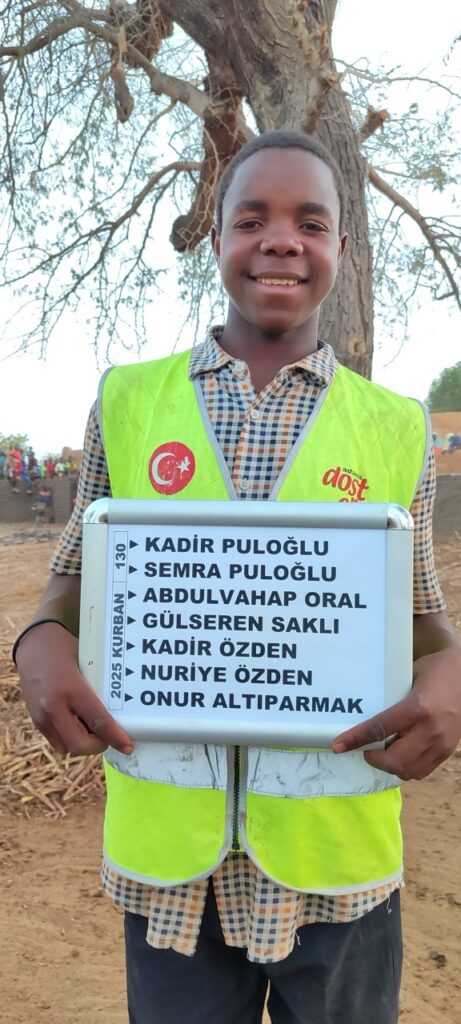 adana
dost
2025 KURBAN 130
KADİR PULOĞLU
SEMRA PULOĞLU
ABDULVAHAP ORAL
GÜLSEREN SAKLI
KADİR ÖZDEN
NURİYE ÖZDEN
ONUR ALTIPARMAK